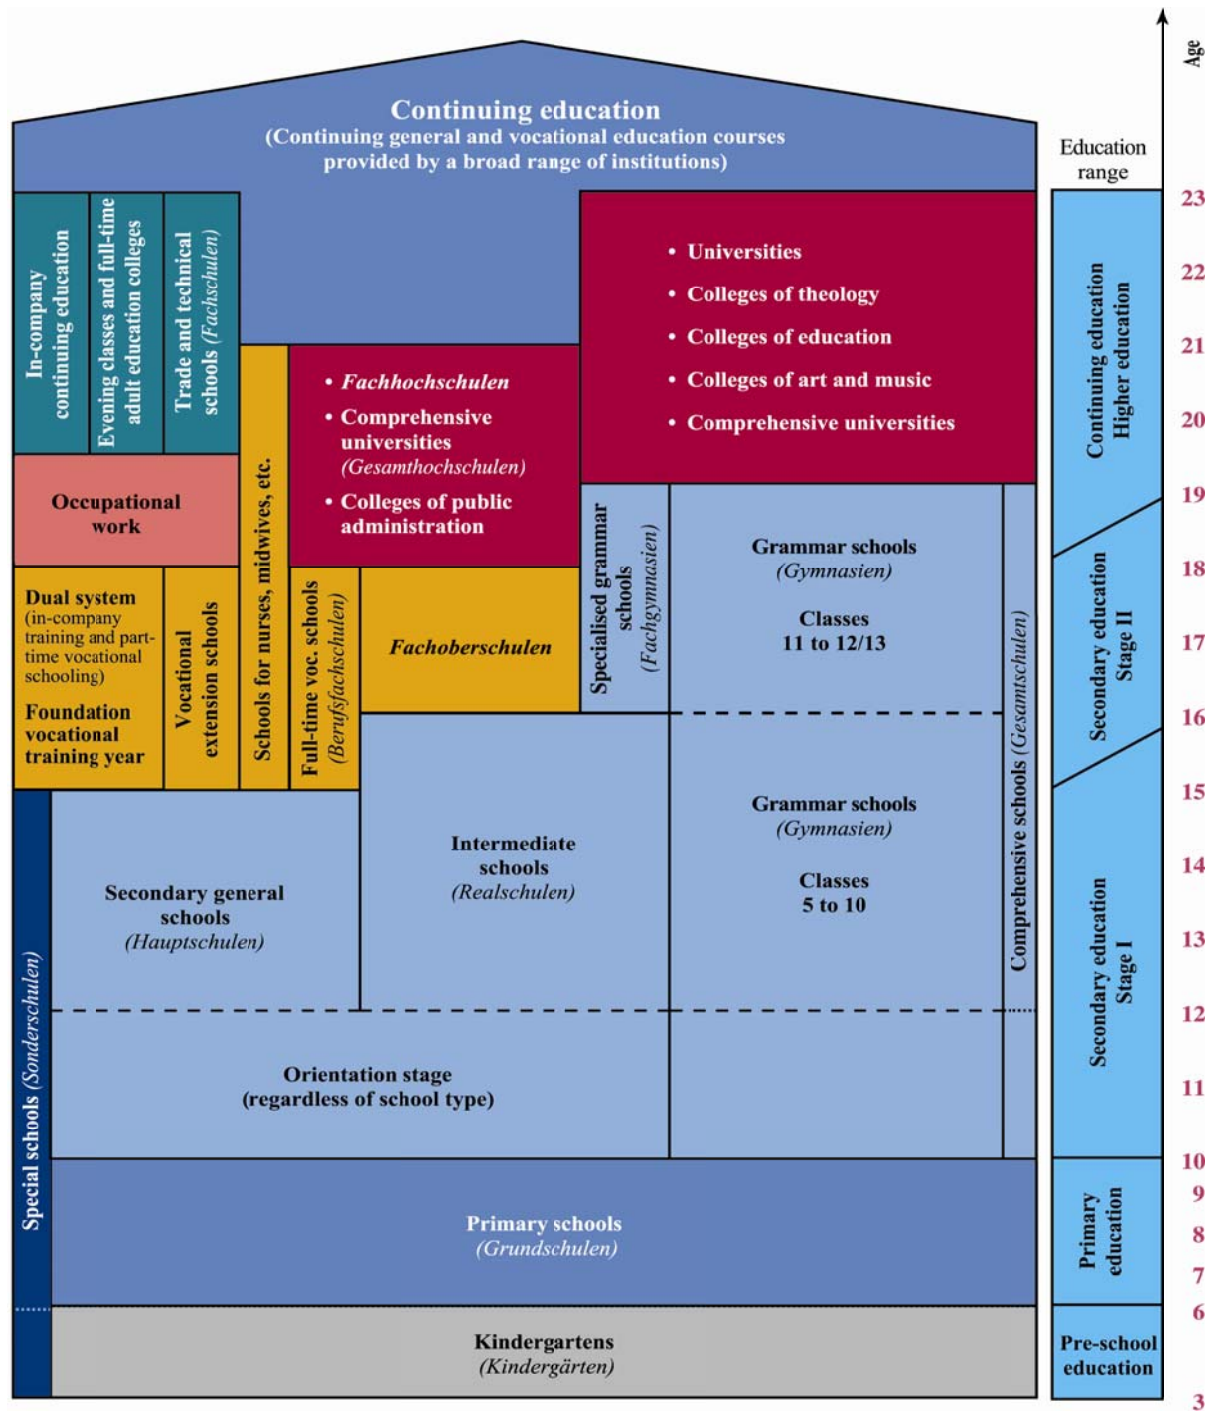 Age
Continuing education
(Continuing general and vocational education courses
provided by a broad range of institutions)
Education
range
In-company
continuing education
Evening classes and full-time
adult education colleges
Trade and technical
schools (Fachschulen)
• Universities
• Colleges of theology
• Colleges of education
• Colleges of art and music
• Comprehensive universities
• Fachhochschulen
• Comprehensive
universities
(Gesamthochschulen)
• Colleges of public
administration
Occupational
work
Dual system
(in-company
training and part-
time vocational
schooling)
Foundation
vocational
training year
Vocational
extension schools
Schools for nurses, midwives, etc.
Full-time voc. schools
(Berufsfachschulen)
Fachoberschulen
Specialised grammar
schools
(Fachgymnasien)
Grammar schools
(Gymnasien)
Classes
11 to 12/13
Comprehensive schools (Gesamtschulen)
Secondary general
schools
(Hauptschulen)
Intermediate
schools
(Realschulen)
Grammar schools
(Gymnasien)
Classes
5 to 10
Special schools (Sonderschulen)
Orientation stage
(regardless of school type)
Primary schools
(Grundschulen)
Kindergartens
(Kindergärten)
Continuing education
Higher education
Secondary education
Stage II
Secondary education
Stage I
Primary
education
Pre-school
education
23
22
21
20
19
18
17
16
15
14
13
12
11
10
9
8
7
6
3